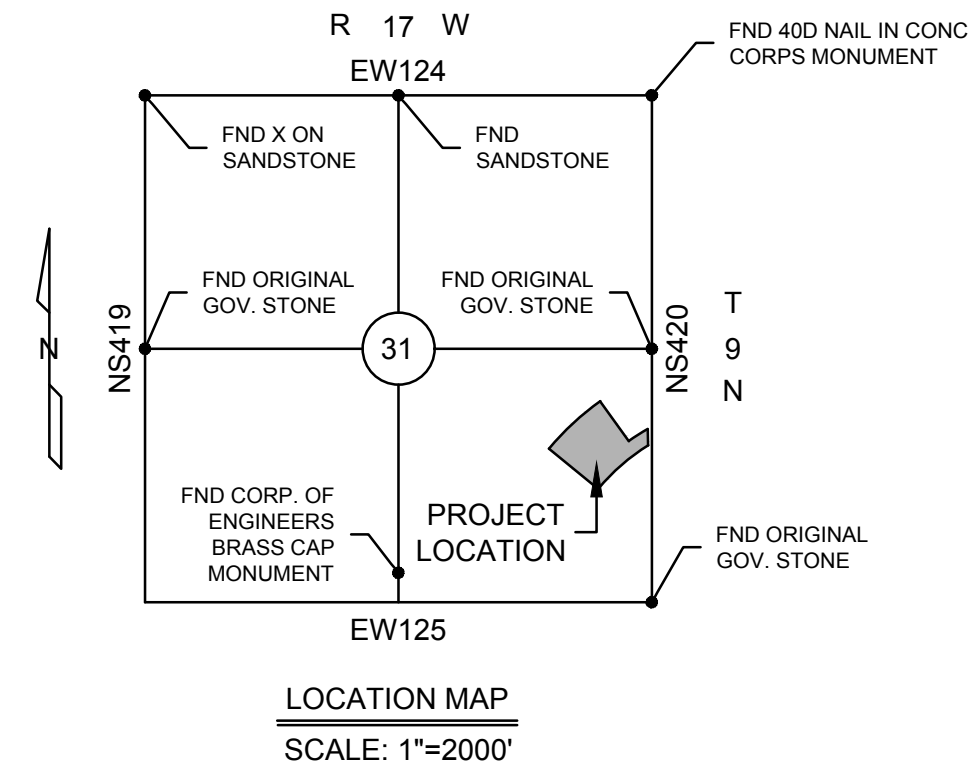 R 17 W
EW124
FND 40D NAIL IN CONC
CORPS MONUMENT
FND X ON
SANDSTONE
FND
SANDSTONE
FND ORIGINAL
GOV. STONE
FND ORIGINAL
GOV. STONE
N
NS419
31
NS420
T
9
N
FND CORP. OF
ENGINEERS
BRASS CAP
MONUMENT
PROJECT
LOCATION
FND ORIGINAL
GOV. STONE
EW125
LOCATION MAP
SCALE: 1"=2000'